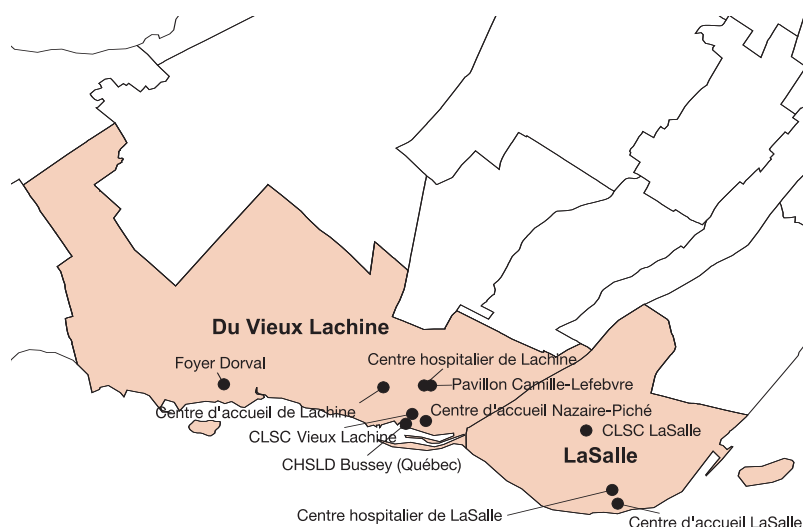 Du Vieux Lachine
Foyer Dorval
Centre hospitalier de Lachine
Pavillon Camille-Lefebvre
Centre d'accueil de Lachine
Centre d'accueil Nazaire-Piché
CLSC Vieux Lachine
CHSLD Bussey (Québec)
CLSC LaSalle
LaSalle
Centre hospitalier de LaSalle
Centre d'accueil LaSalle